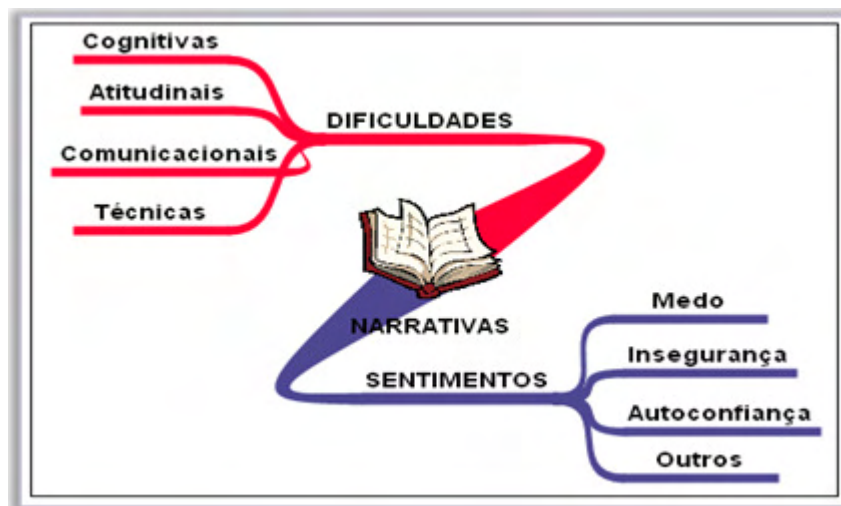 Cognitivas
Atitudinais
Comunicacionais
Técnicas
DIFICULDADES
NARRATIVAS
SENTIMENTOS
Medo
Insegurança
Autoconfiança
Outros